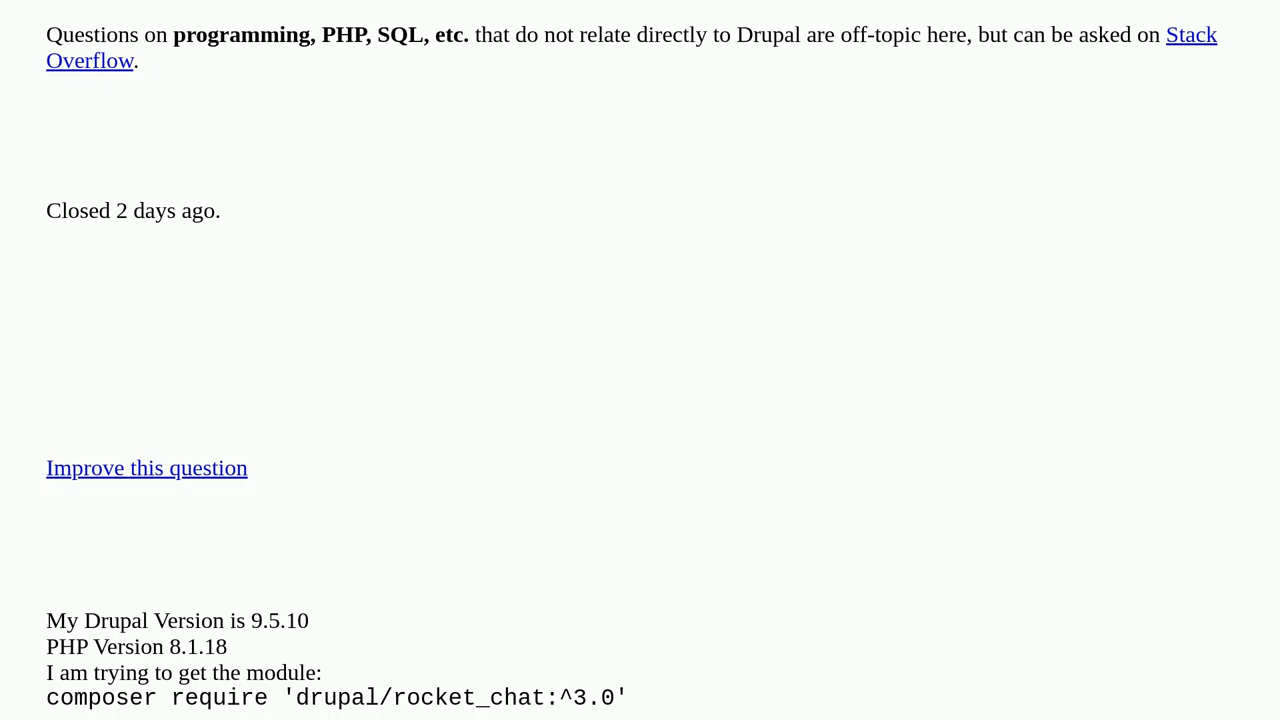 Questions on programming, PHP, SQL, etc. that do not relate directly to Drupal are off-topic here, but can be asked on Stack
Overflow.
Closed 2 days ago.
Improve this question
My Drupal Version is 9.5.10
PHP Version 8.1.18
I am trying to get the module:
composer require 'drupal/rocket_chat:^3.0'